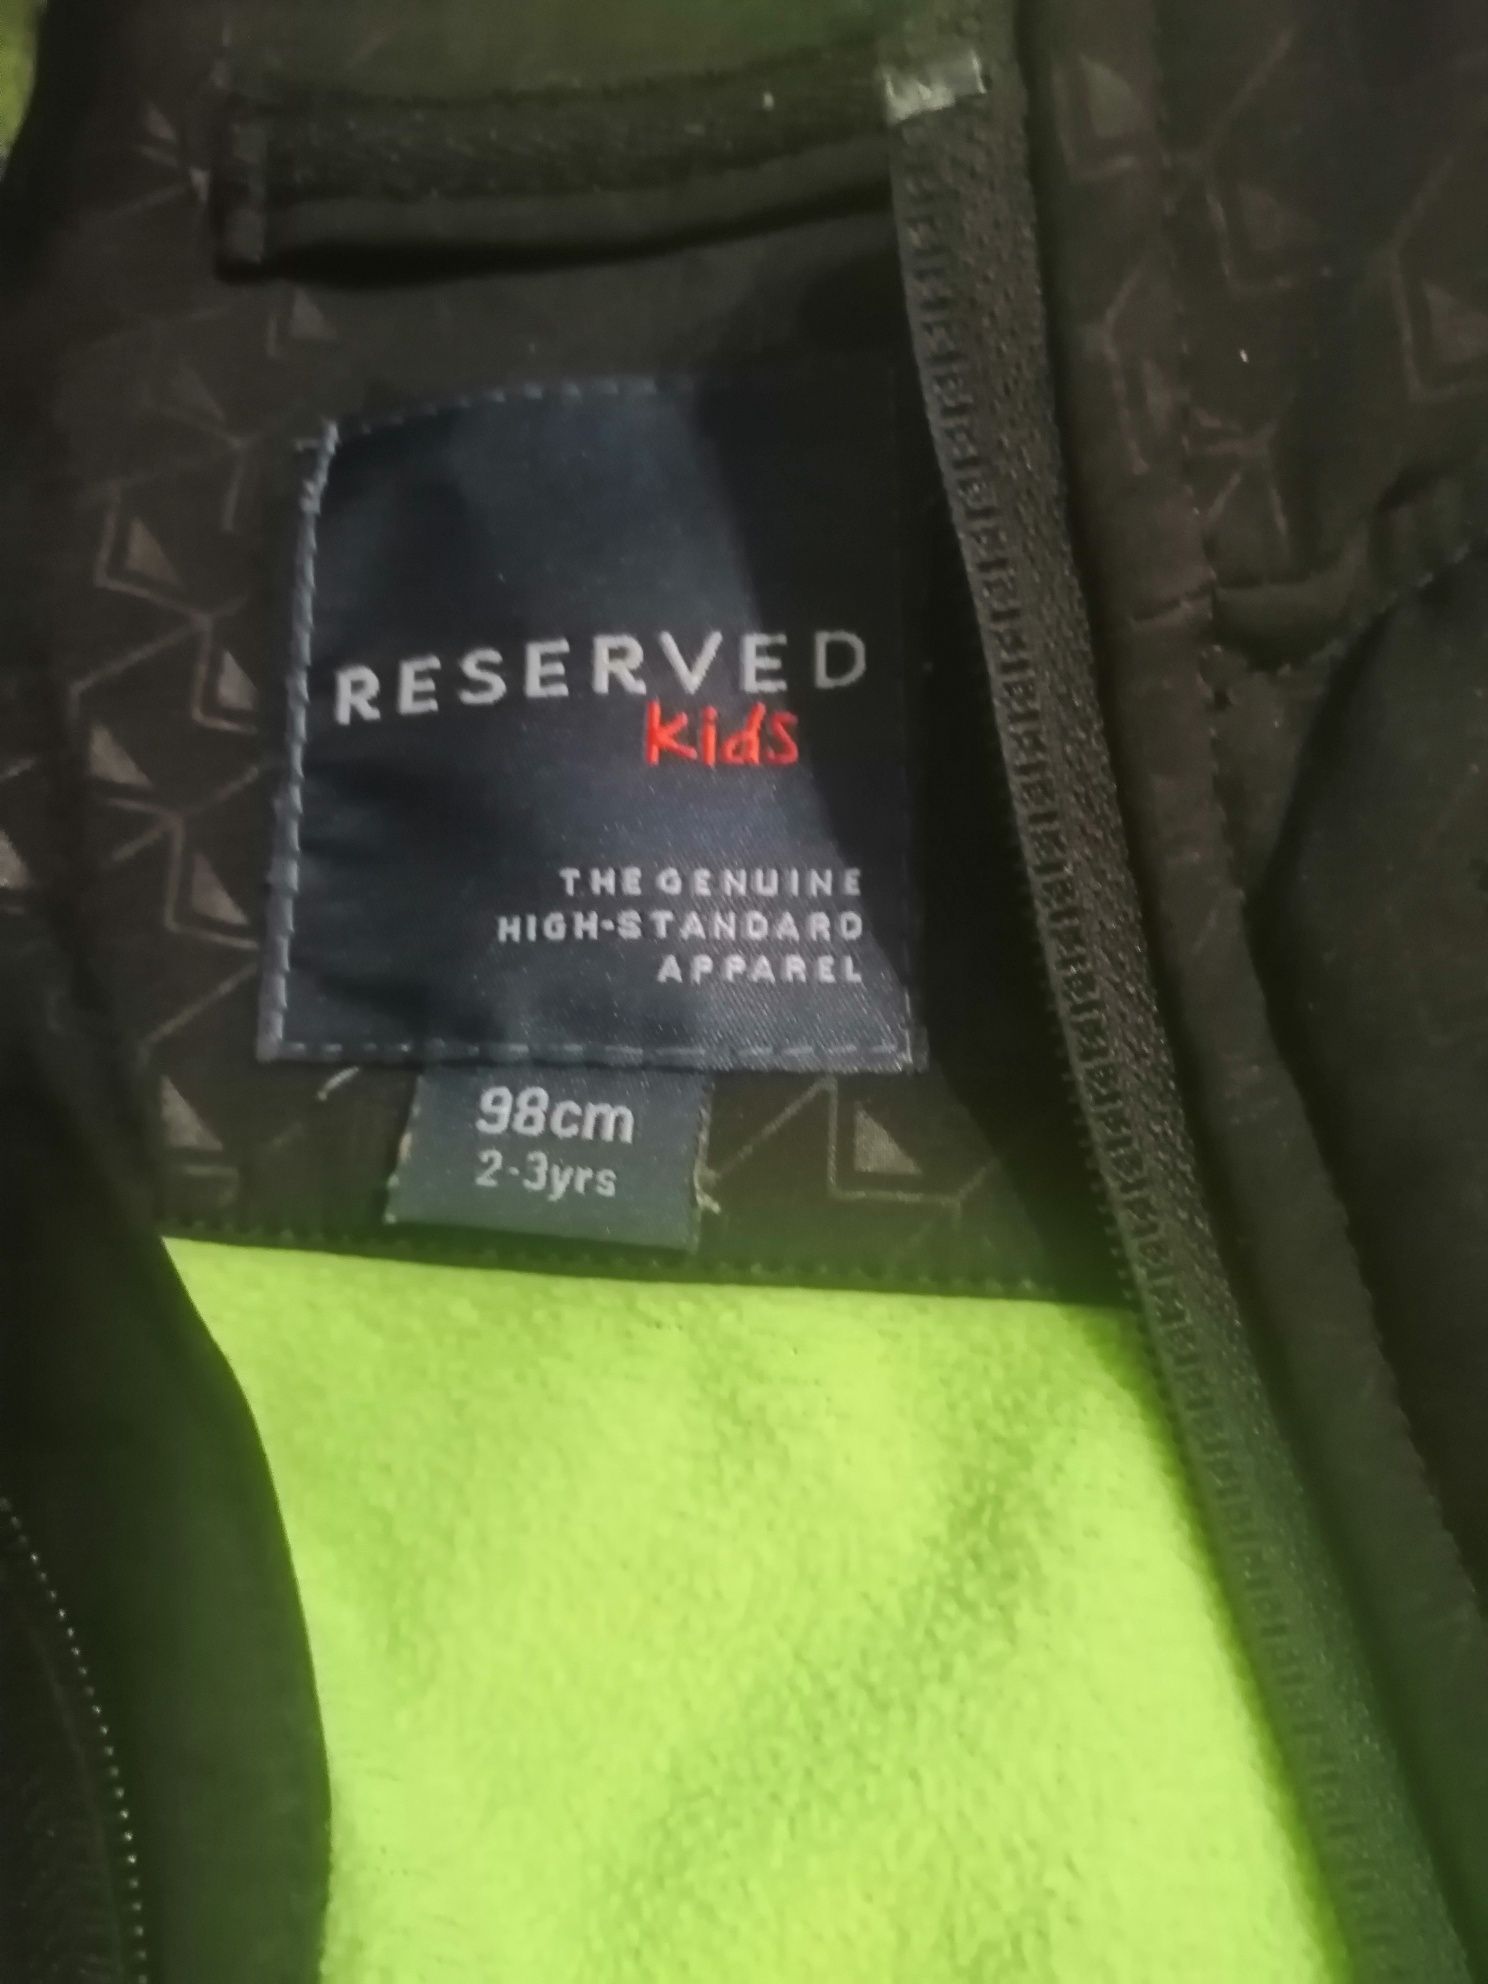 RESERVED
Kids
THE GENUINE
HIGH-STANDARD
APPAREL
98cm
2-3yrs